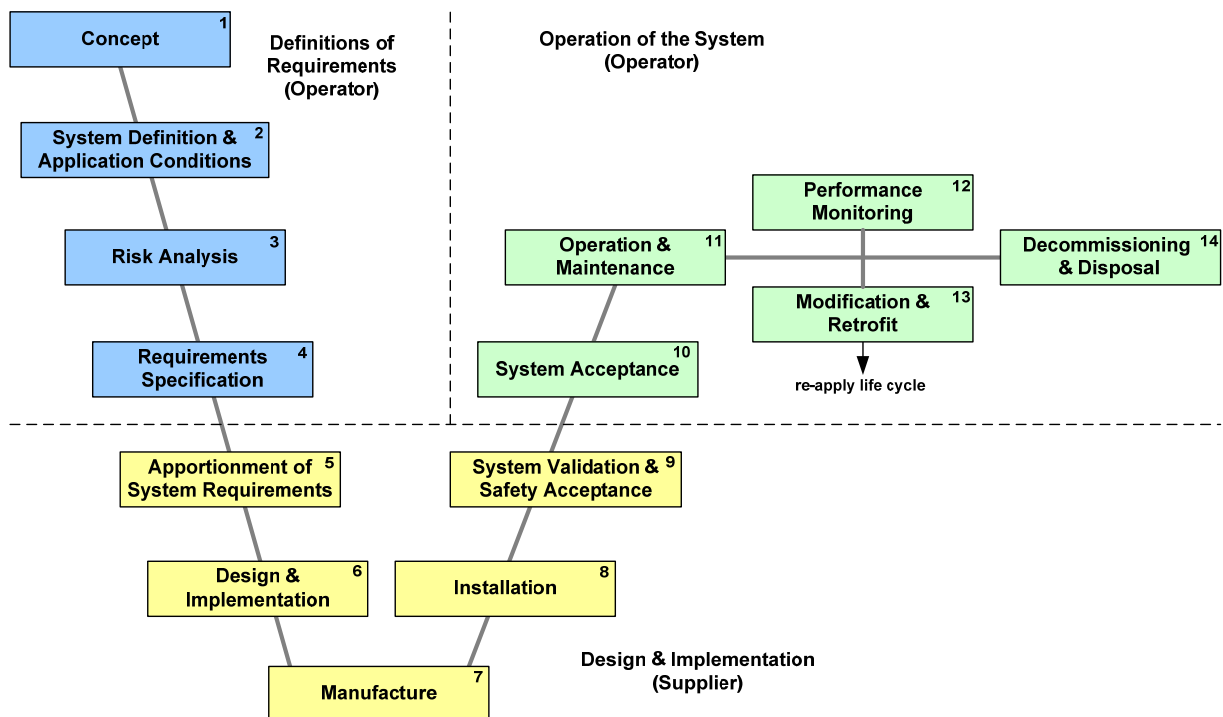 Concept 1
Definitions of
Requirements
(Operator)
Operation of the System
(Operator)
System Definition & 2
Application Conditions
Risk Analysis 3
Requirements 4
Specification
Performance 12
Monitoring
Operation & 11
Maintenance
Decommissioning 14
& Disposal
Modification & 13
Retrofit
re-apply life cycle
System Acceptance 10
Apportionment of 5
System Requirements
System Validation & 9
Safety Acceptance
Design & 6
Implementation
Installation 8
Manufacture 7
Design & Implementation
(Supplier)